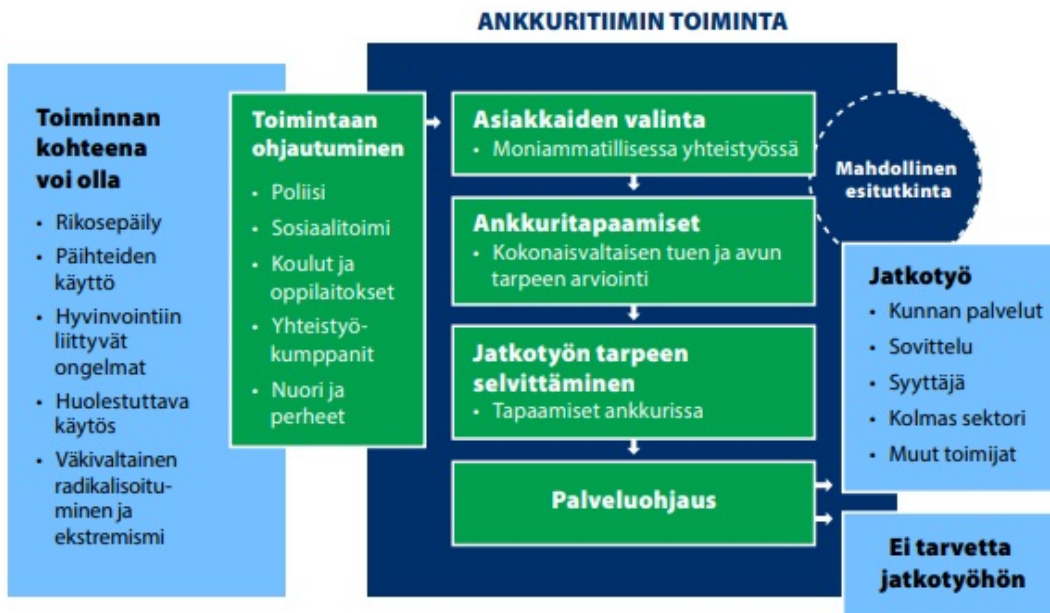 ANKKURITIIMIN TOIMINTA
Toiminnan
kohteena
voi olla
• Rikosepäily
• Päihteiden
käyttö
• Hyvinvointiin
liittyvät
ongelmat
• Huolestuttava
käytös
• Väkivaltainen
radikalisoitu-
minen ja
ekstremismi
Toimintaan
ohjautuminen
• Poliisi
• Sosiaalitoimi
• Koulut ja
oppilaitokset
• Yhteistyö-
kumppanit
• Nuori ja
perheet
Asiakkaiden valinta
• Moniammatillisessa yhteistyössä
Ankkuritapaamiset
• Kokonaisvaltaisen tuen ja avun
tarpeen arviointi
Jatkotyön tarpeen
selvittäminen
• Tapaamiset ankkurissa
Palveluohjaus
Mahdollinen
esitutkinta
Jatkotyö
• Kunnan palvelut
• Sovittelu
• Syyttäjä
• Kolmas sektori
• Muut toimijat
Ei tarvetta
jatkotyöhön